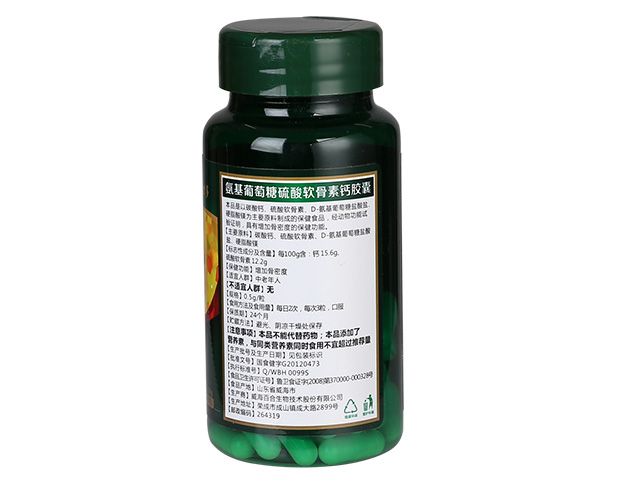 氨基葡萄糖硫酸软骨素钙胶囊
本品是以碳酸钙、硫酸软骨素、D-氨基葡萄糖盐酸盐、
硬脂酸镁为主要原料制成的保健食品，经动物功能试
验证明，具有增加骨密度的保健功能。
【主要原料】碳酸钙、硫酸软骨素、D-氨基葡萄糖盐酸
盐、硬脂酸镁
【标志性成分及含量】每100g含：钙 15.6g、
硫酸软骨素 12.2g
【保健功能】增加骨密度
【适宜人群】中老年人
【不适宜人群】无
【规格】0.5g/粒
【食用方法及食用量】每日2次，每次3粒，口服
【保质期】24个月
【贮藏方法】避光、阴凉干燥处保存
【注意事项】本品不能代替药物；本品添加了
营养素，与同类营养素同时食用不宜超过推荐量
【生产批号及生产日期】见包装标识
【批准文号】国食健字G20120473
【执行标准号】Q/WBH 0099S
【食品卫生许可证号】鲁卫食证字(2008)第370000-000328号
【食品产地】山东省威海市
【生产商】威海百合生物技术股份有限公司
【生产地址】荣成市成山镇成大路2899号
【邮政编码】264319